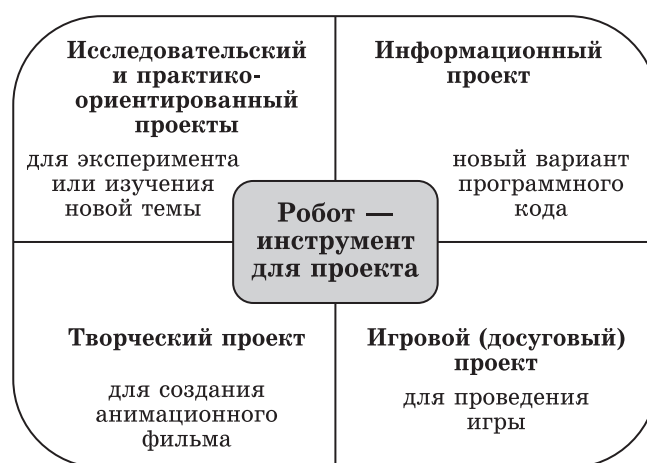 Исследовательский
и практико-
ориентированный
проекты
для эксперимента
или изучения
новой темы
Информационный
проект
новый вариант
программного
кода
Робот —
инструмент
для проекта
Творческий проект
для создания
анимационного
фильма
Игровой (досуговый)
проект
для проведения
игры